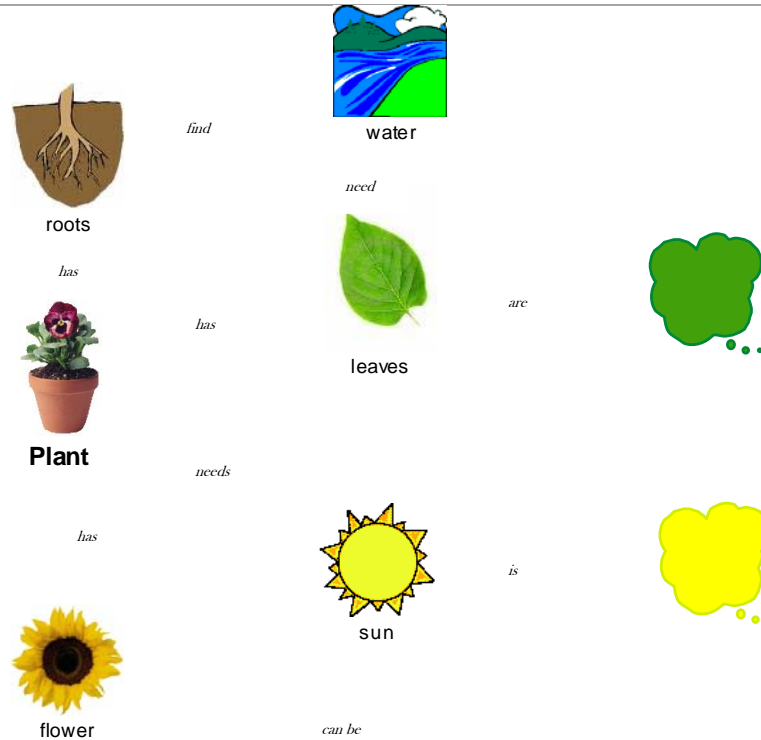 find
water
need
roots
has
has
are
leaves
Plant
needs
has
is
sun
flower
can be